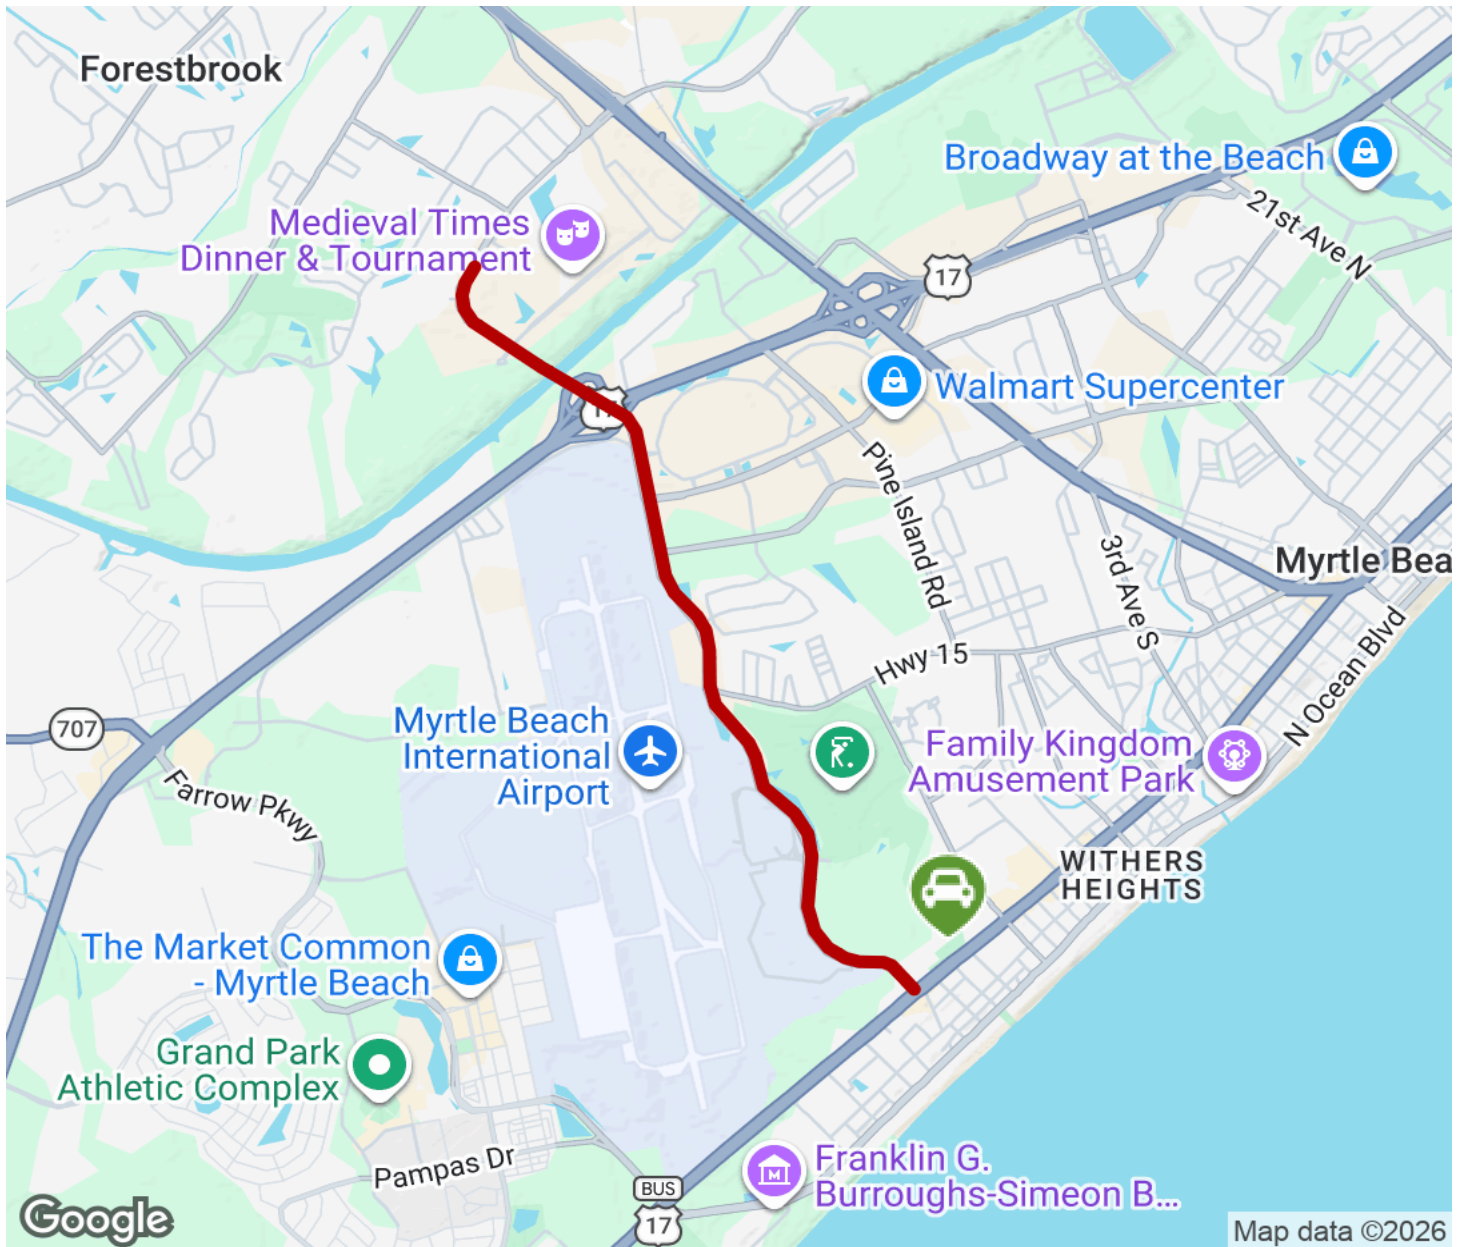 Forestbrook
Broadway at the Beach
21st Ave N
Medieval Times
Dinner & Tournament
17
Walmart Supercenter
Pine Island Rd
3rd Ave S
Myrtle Bea
N Ocean Blvd
Hwy 15
707
Farrow Pkwy
Myrtle Beach
International
Airport
Family Kingdom
Amusement Park
WITHERS
HEIGHTS
The Market Common
- Myrtle Beach
Grand Park
Athletic Complex
Pampas Dr
BUS
17
Franklin G.
Burroughs-Simeon B...
Google
Map data ©2026